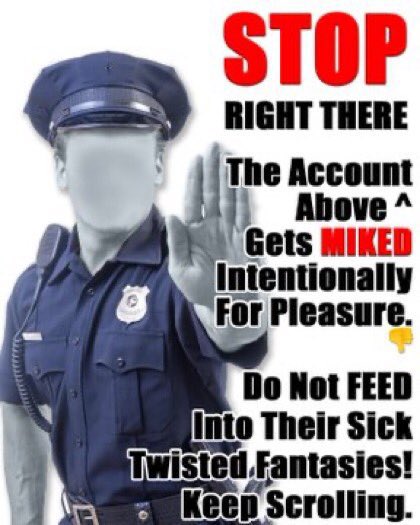 STOP
RIGHT THERE
The Account
Above ^
Gets MIKED
Intentionally
For Pleasure.
👎
Do Not FEED
Into Their Sick
Twisted Fantasies!
Keep Scrolling.